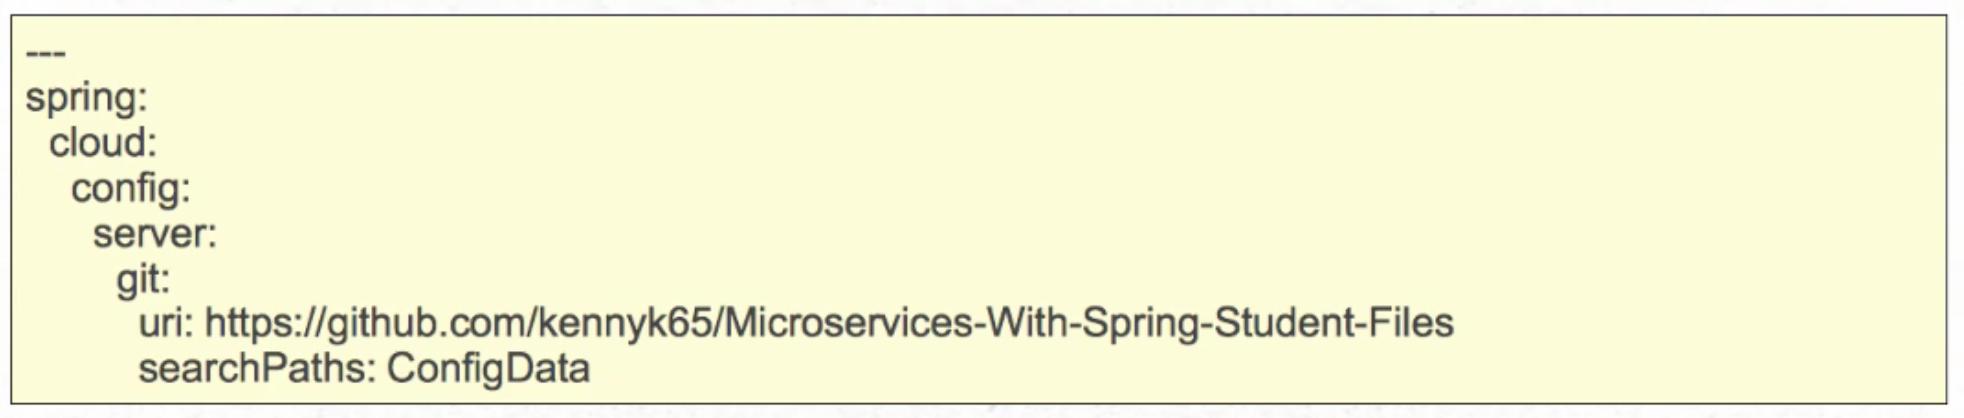 ---
spring:
  cloud:
    config:
      server:
        git:
          uri: https://github.com/kennyk65/Microservices-With-Spring-Student-Files
          searchPaths: ConfigData